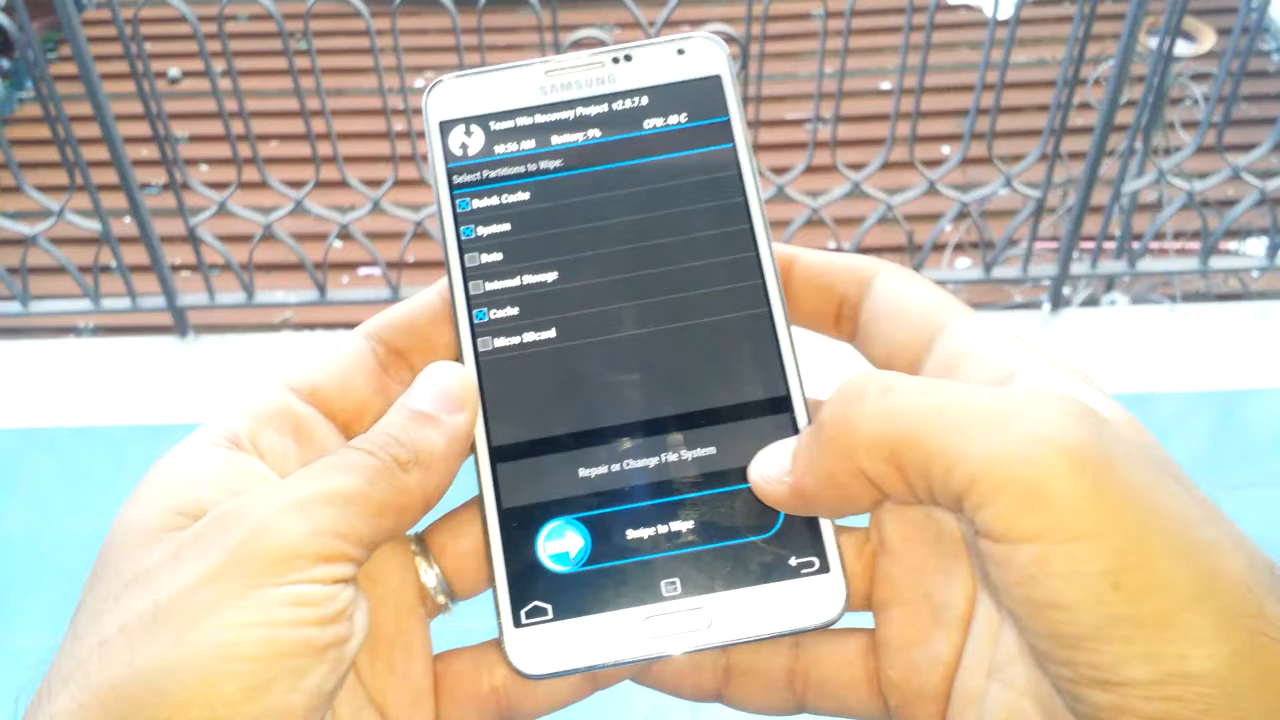 SAMSUNG
Team Win Recovery Project v2.8.7.0
10:56 AM Battery: 9% CPU: 49 C
Select Partitions to Wipe:
Dalvik Cache
System
Data
Internal Storage
Cache
Micro SDcard
Repair or Change File System
Swipe to Wipe